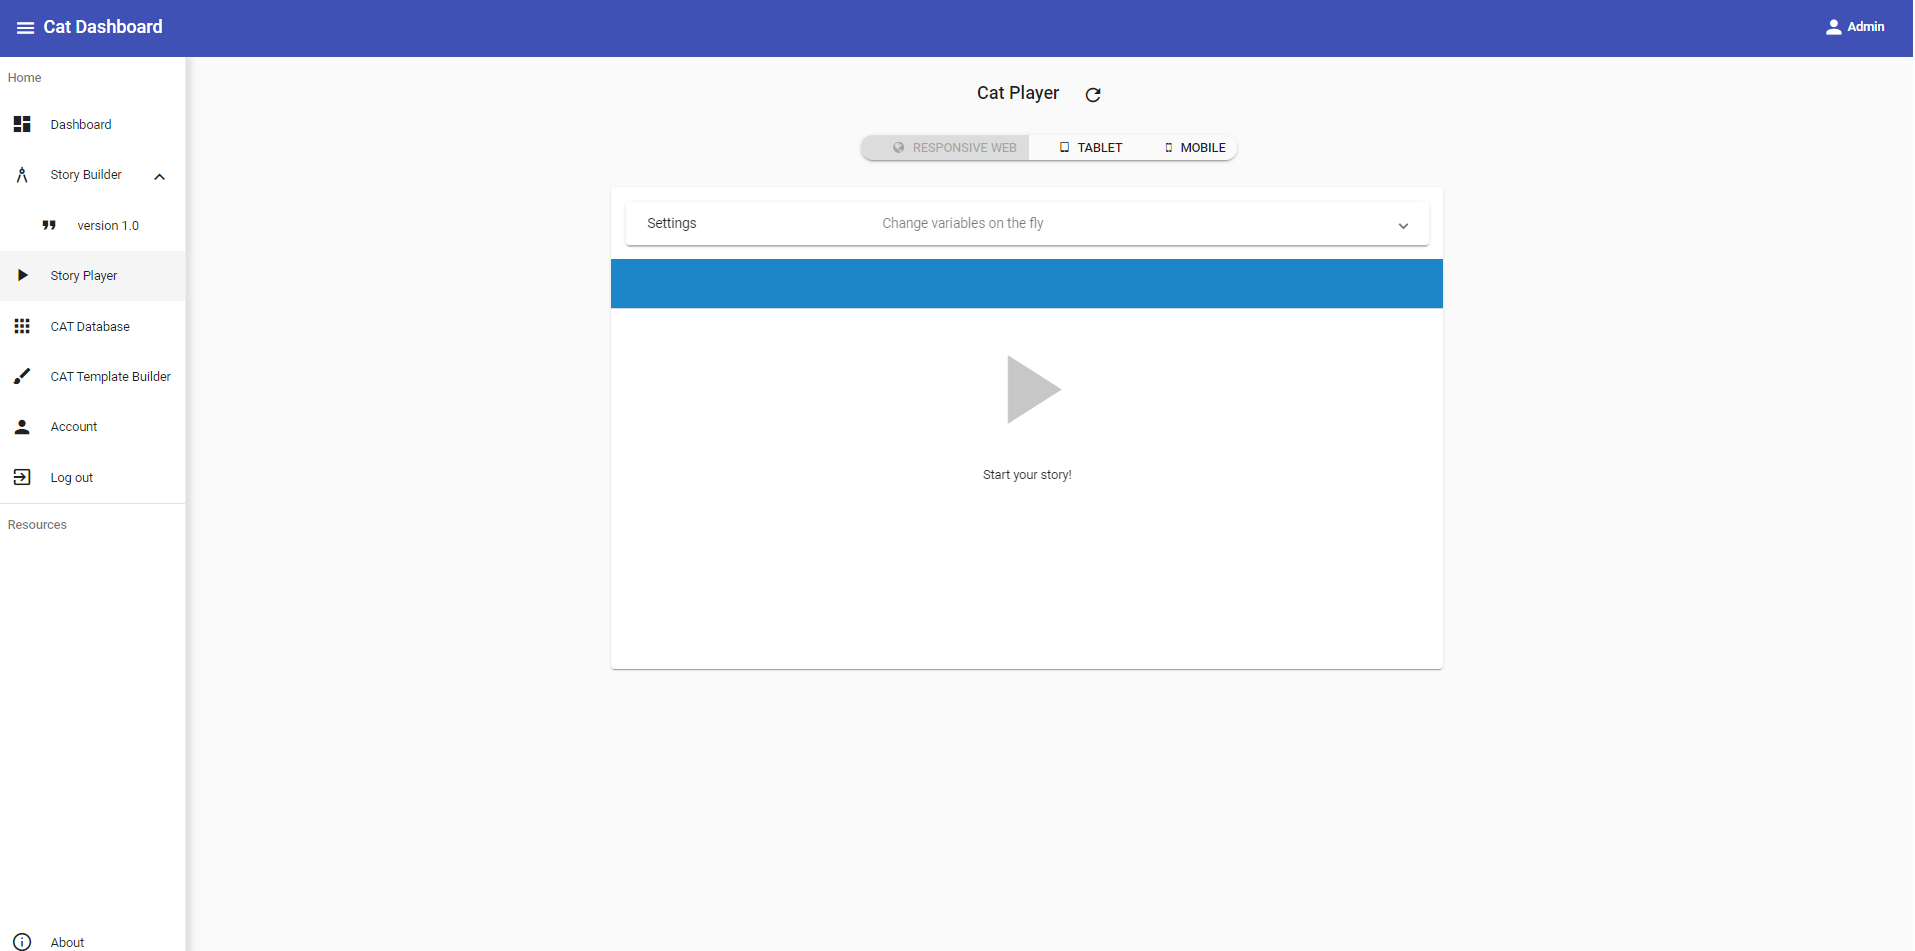 Cat Dashboard
Admin
Home
Dashboard
Story Builder
version 1.0
Story Player
CAT Database
CAT Template Builder
Account
Log out
Resources
About
Cat Player
RESPONSIVE WEB TABLET MOBILE
Settings Change variables on the fly
Start your story!